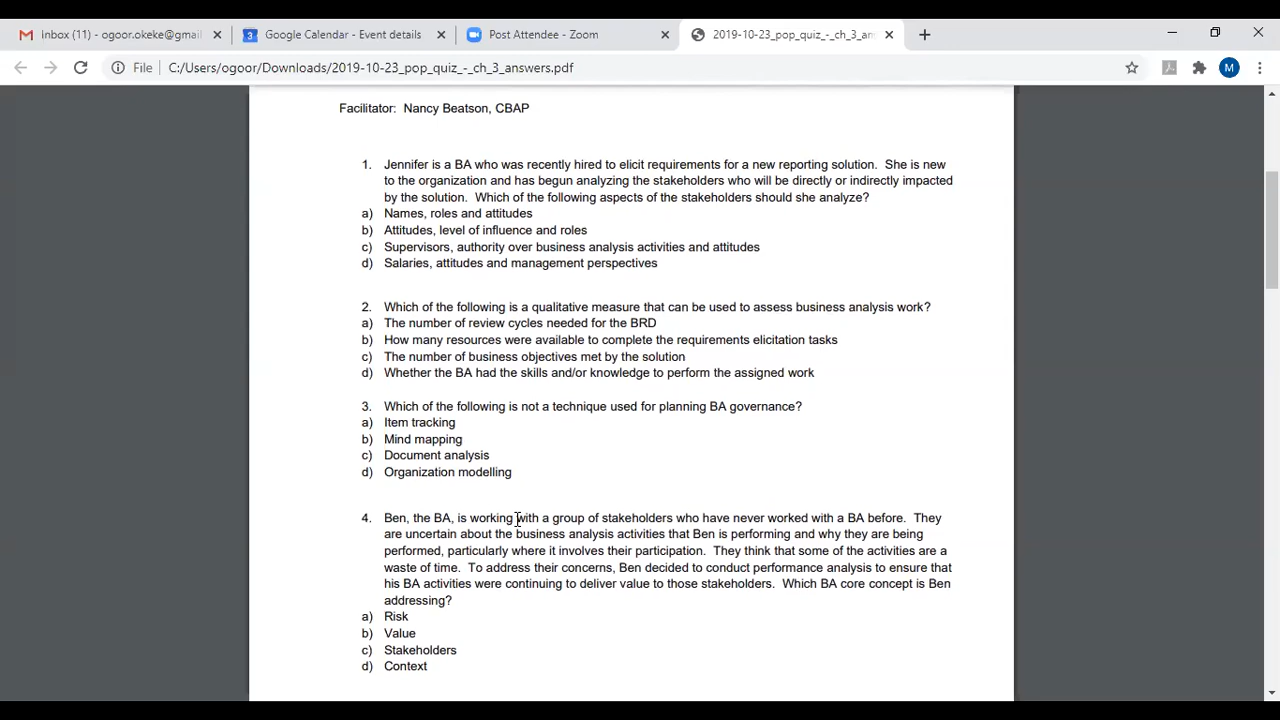 Inbox (11) - ogoor.okeke@gmail
Google Calendar - Event details
Post Attendee - Zoom
2019-10-23_pop_quiz_-_ch_3_an
File
C:/Users/ogoor/Downloads/2019-10-23_pop_quiz_-_ch_3_answers.pdf
M
Facilitator: Nancy Beatson, CBAP
1. Jennifer is a BA who was recently hired to elicit requirements for a new reporting solution. She is new
to the organization and has begun analyzing the stakeholders who will be directly or indirectly impacted
by the solution. Which of the following aspects of the stakeholders should she analyze?
a) Names, roles and attitudes
b) Attitudes, level of influence and roles
c) Supervisors, authority over business analysis activities and attitudes
d) Salaries, attitudes and management perspectives
2. Which of the following is a qualitative measure that can be used to assess business analysis work?
a) The number of review cycles needed for the BRD
b) How many resources were available to complete the requirements elicitation tasks
c) The number of business objectives met by the solution
d) Whether the BA had the skills and/or knowledge to perform the assigned work
3. Which of the following is not a technique used for planning BA governance?
a) Item tracking
b) Mind mapping
c) Document analysis
d) Organization modelling
4. Ben, the BA, is working with a group of stakeholders who have never worked with a BA before. They
are uncertain about the business analysis activities that Ben is performing and why they are being
performed, particularly where it involves their participation. They think that some of the activities are a
waste of time. To address their concerns, Ben decided to conduct performance analysis to ensure that
his BA activities were continuing to deliver value to those stakeholders. Which BA core concept is Ben
addressing?
a) Risk
b) Value
c) Stakeholders
d) Context